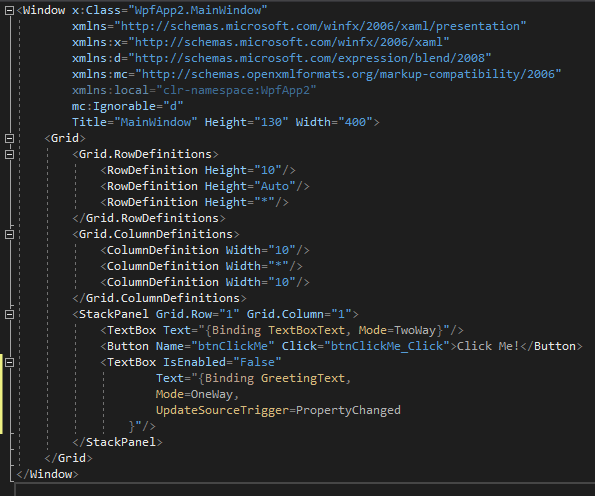 <Window x:Class="WpfApp2.MainWindow"
xmlns="http://schemas.microsoft.com/winfx/2006/xaml/presentation"
xmlns:x="http://schemas.microsoft.com/winfx/2006/xaml"
xmlns:d="http://schemas.microsoft.com/expression/blend/2008"
xmlns:mc="http://schemas.openxmlformats.org/markup-compatibility/2006"
xmlns:local="clr-namespace:WpfApp2"
mc:Ignorable="d"
Title="MainWindow" Height="130" Width="400">
<Grid>
<Grid.RowDefinitions>
<RowDefinition Height="10"/>
<RowDefinition Height="Auto"/>
<RowDefinition Height="*"/>
</Grid.RowDefinitions>
<Grid.ColumnDefinitions>
<ColumnDefinition Width="10"/>
<ColumnDefinition Width="*"/>
<ColumnDefinition Width="10"/>
</Grid.ColumnDefinitions>
<StackPanel Grid.Row="1" Grid.Column="1">
<TextBox Text="{Binding TextBoxText, Mode=TwoWay}"/>
<Button Name="btnClickMe" Click="btnClickMe_Click">Click Me!</Button>
<TextBox IsEnabled="False"
Text="{Binding GreetingText,
Mode=OneWay,
UpdateSourceTrigger=PropertyChanged
}"/>
</StackPanel>
</Grid>
</Window>